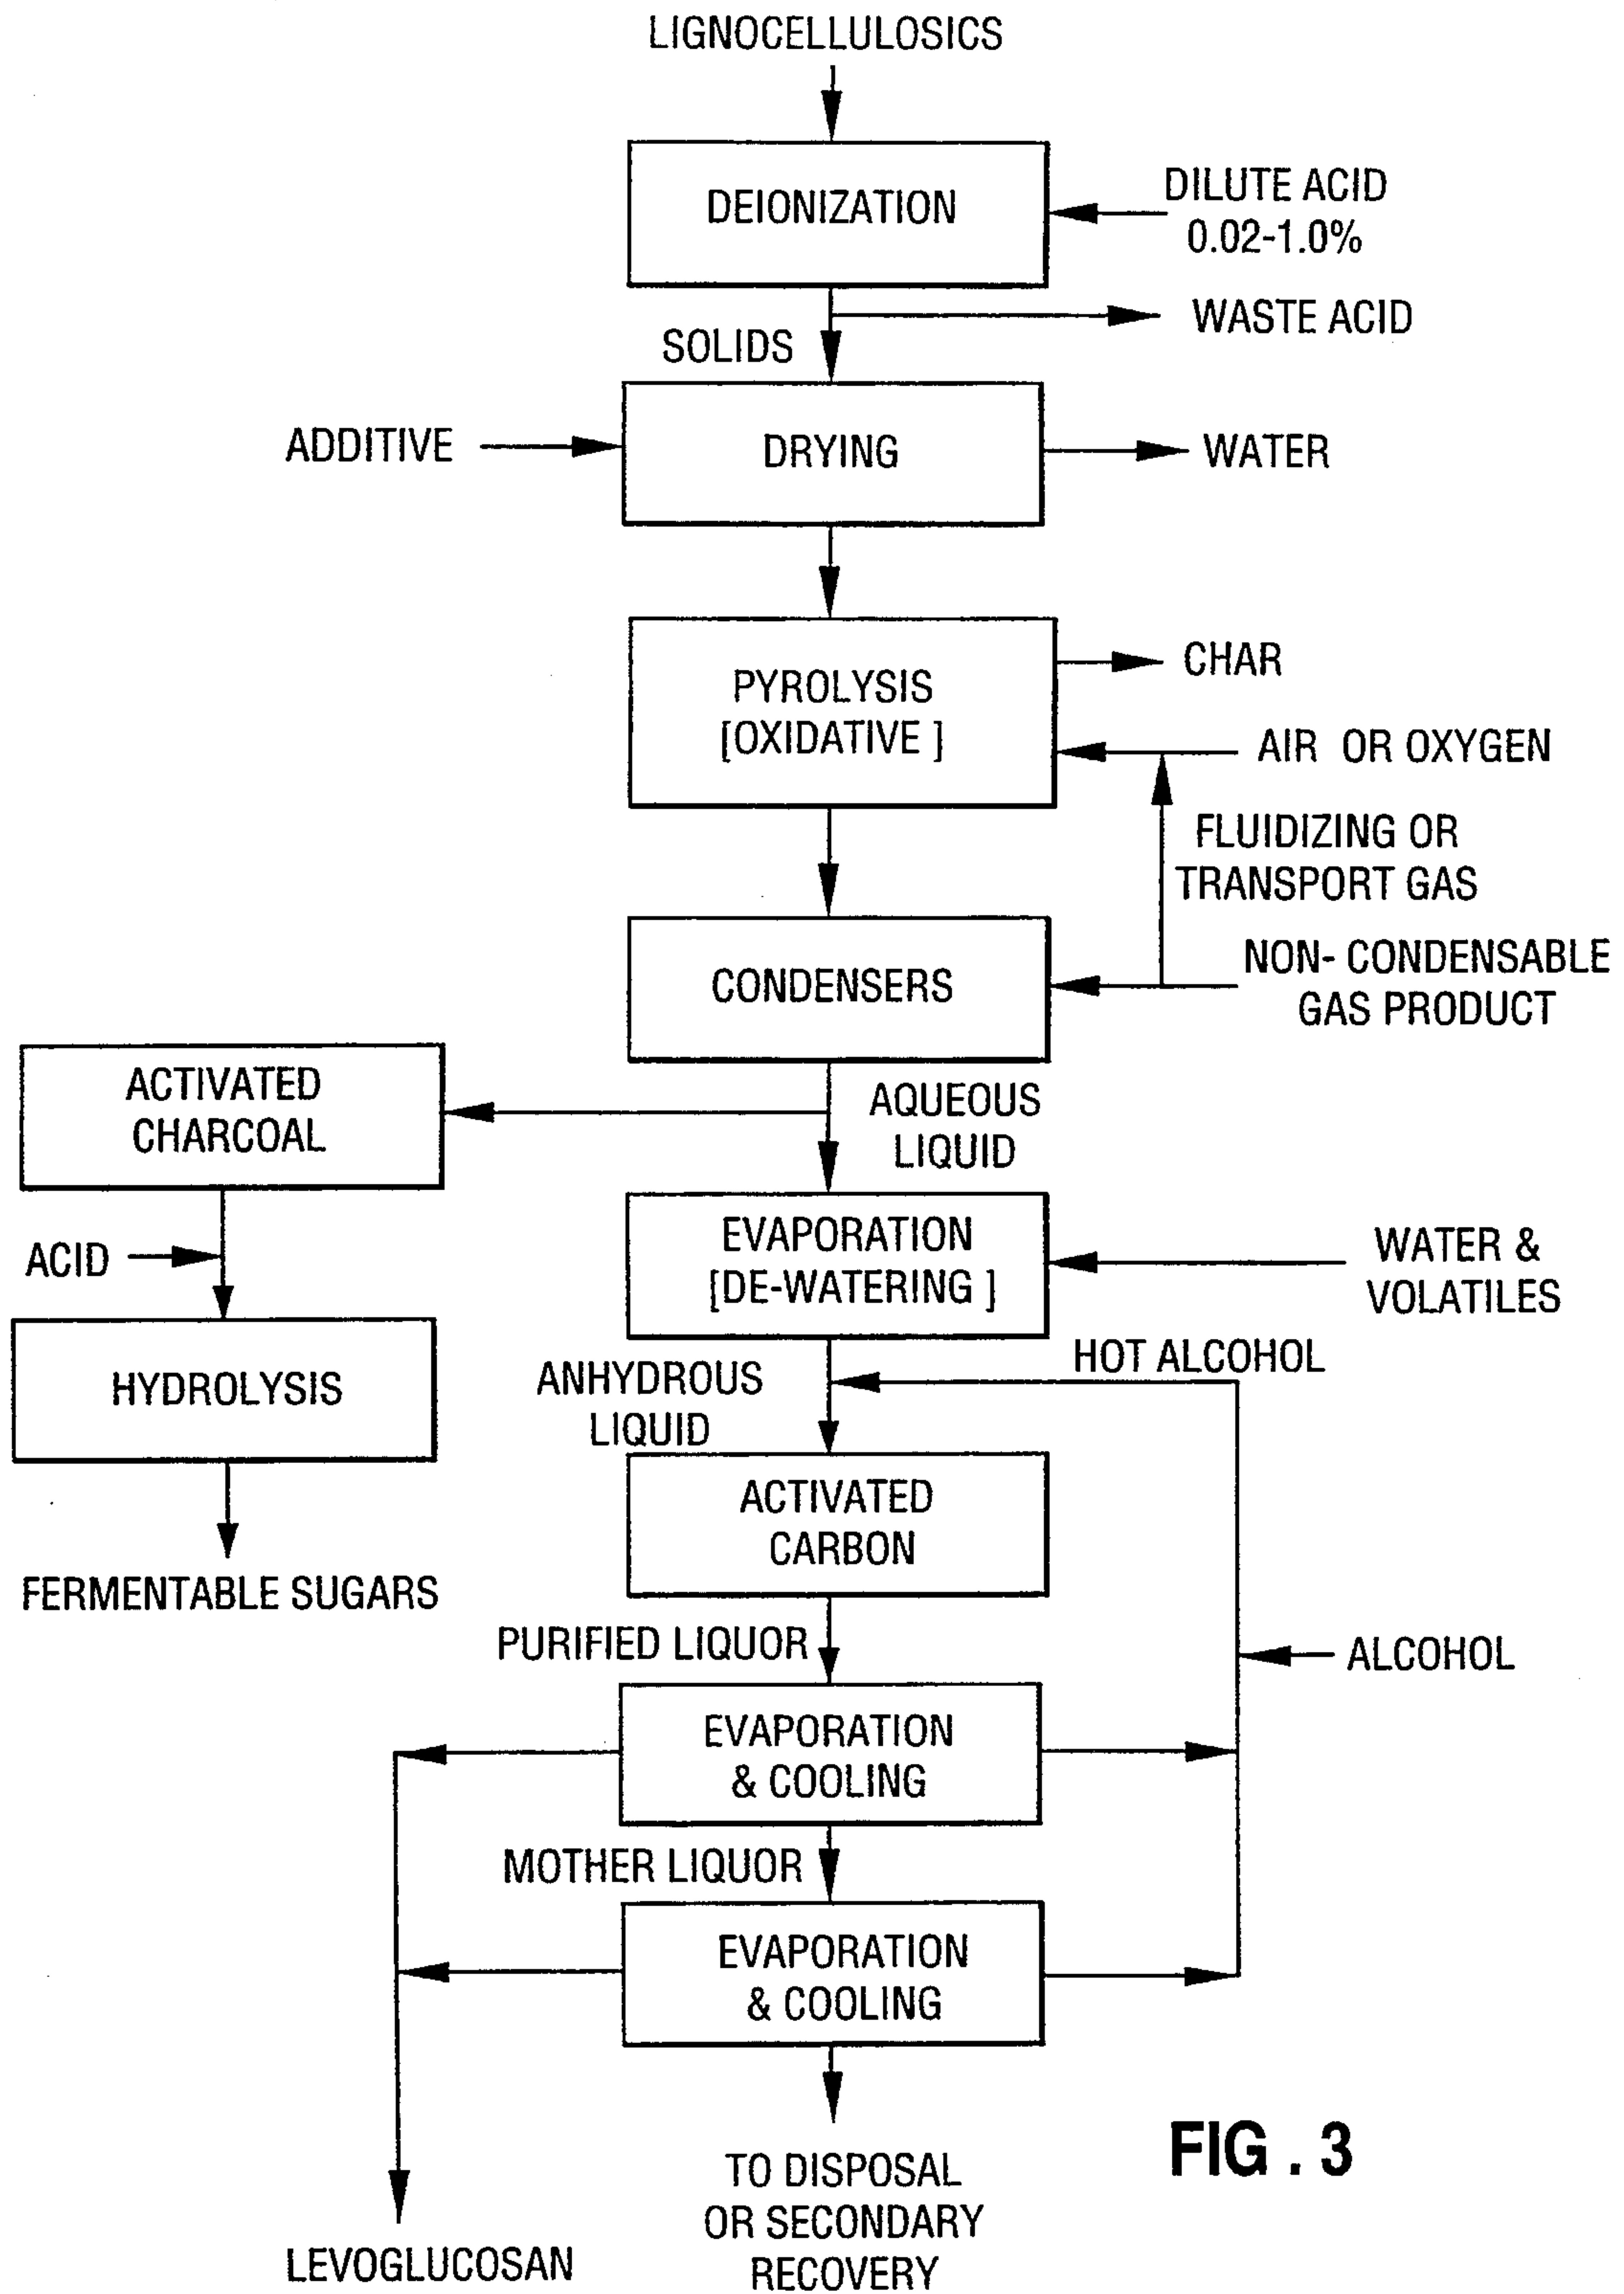 LIGNOCELLULOSICS
DEIONIZATION
DILUTE ACID
0.02-1.0%
WASTE ACID
SOLIDS
ADDITIVE
DRYING
WATER
PYROLYSIS
[OXIDATIVE ]
CHAR
AIR OR OXYGEN
FLUIDIZING OR
TRANSPORT GAS
CONDENSERS
NON- CONDENSABLE
GAS PRODUCT
ACTIVATED
CHARCOAL
AQUEOUS
LIQUID
ACID
EVAPORATION
[DE-WATERING ]
WATER &
VOLATILES
HYDROLYSIS
ANHYDROUS
LIQUID
HOT ALCOHOL
ACTIVATED
CARBON
FERMENTABLE SUGARS
PURIFIED LIQUOR
ALCOHOL
EVAPORATION
& COOLING
MOTHER LIQUOR
EVAPORATION
& COOLING
LEVOGLUCOSAN
TO DISPOSAL
OR SECONDARY
RECOVERY
FIG . 3